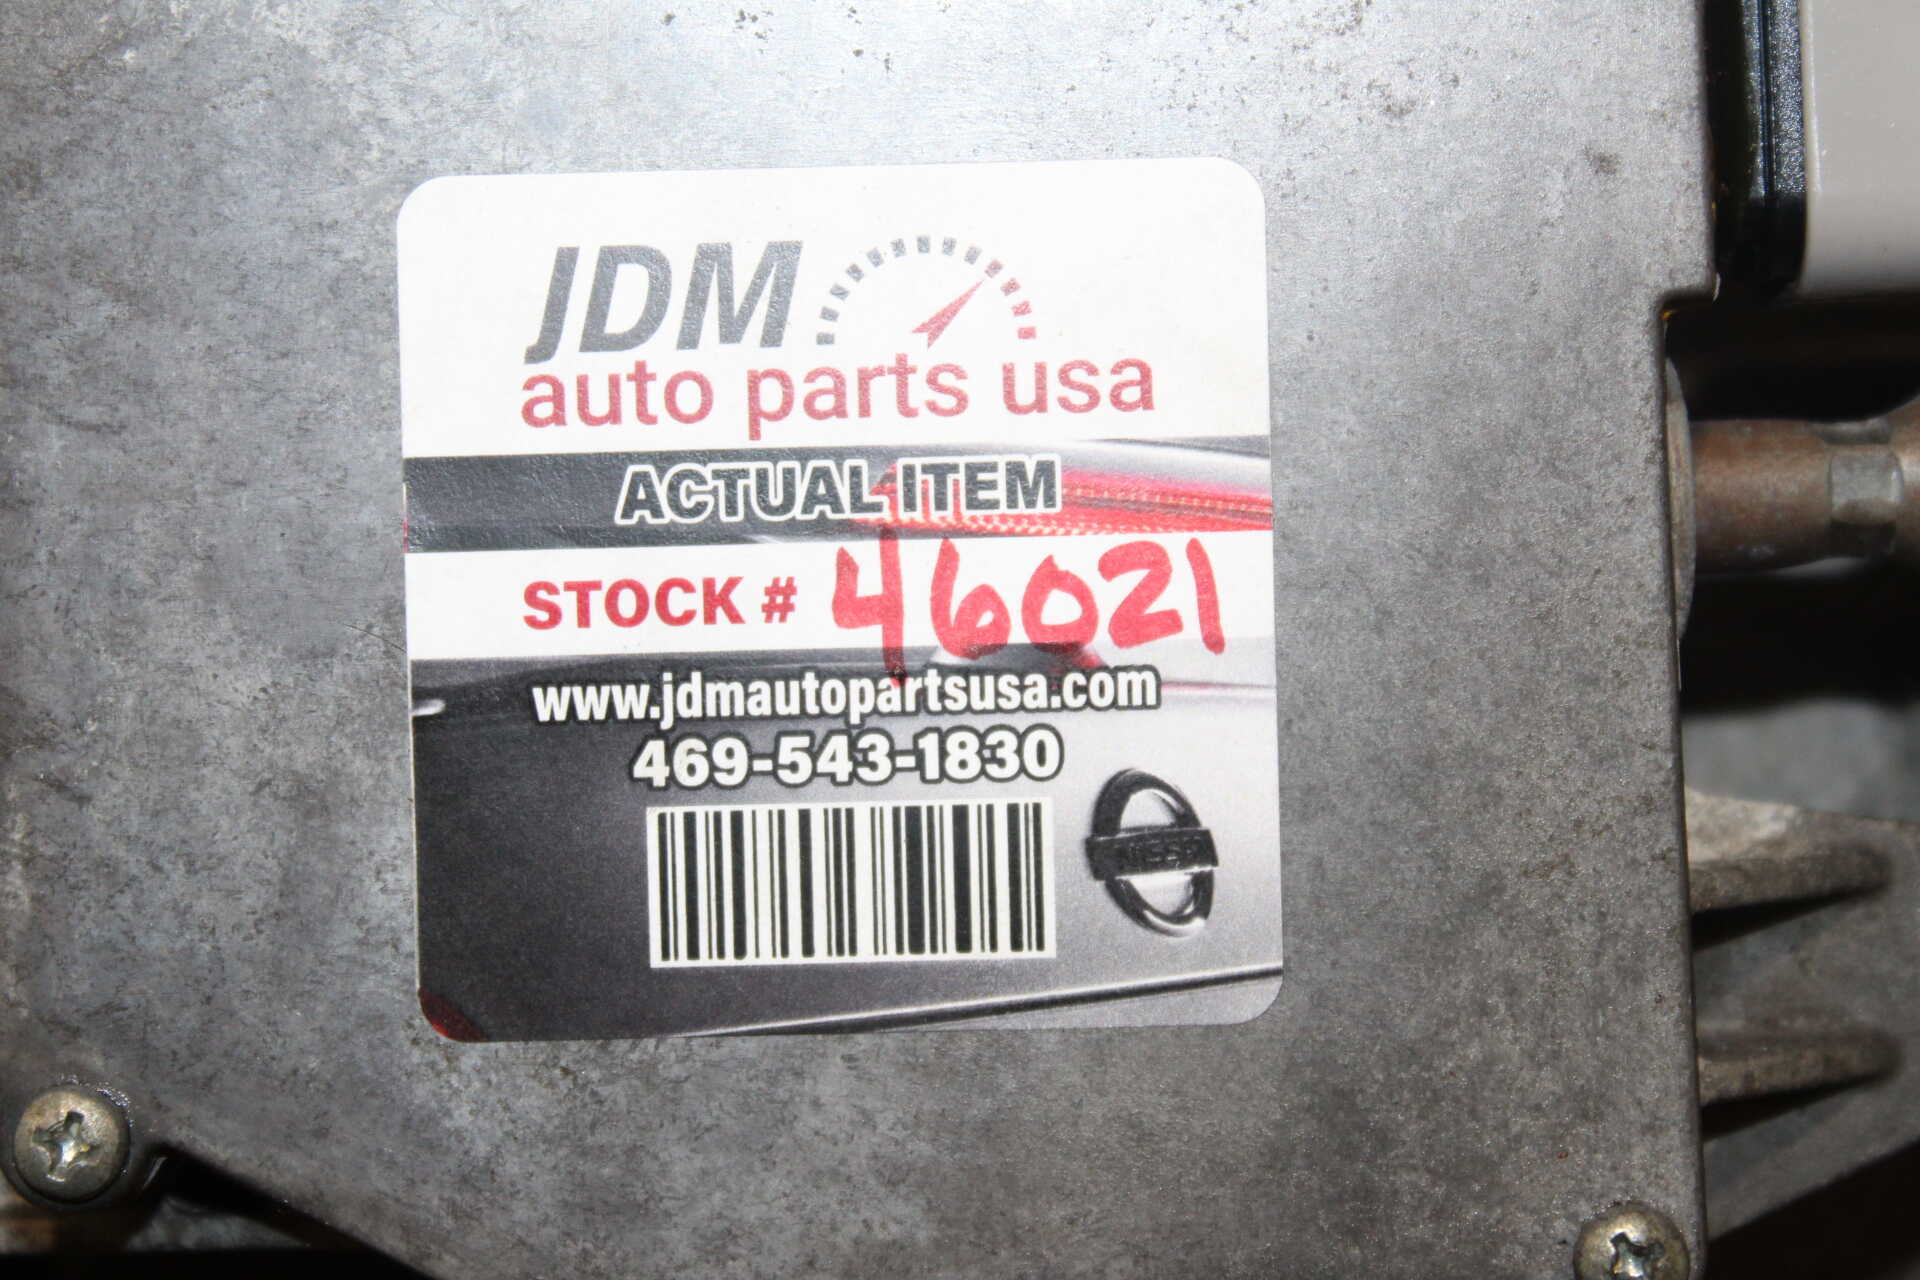 JDM
auto parts usa
ACTUAL ITEM
STOCK # 46021
www.jdmautopartsusa.com
469-543-1830